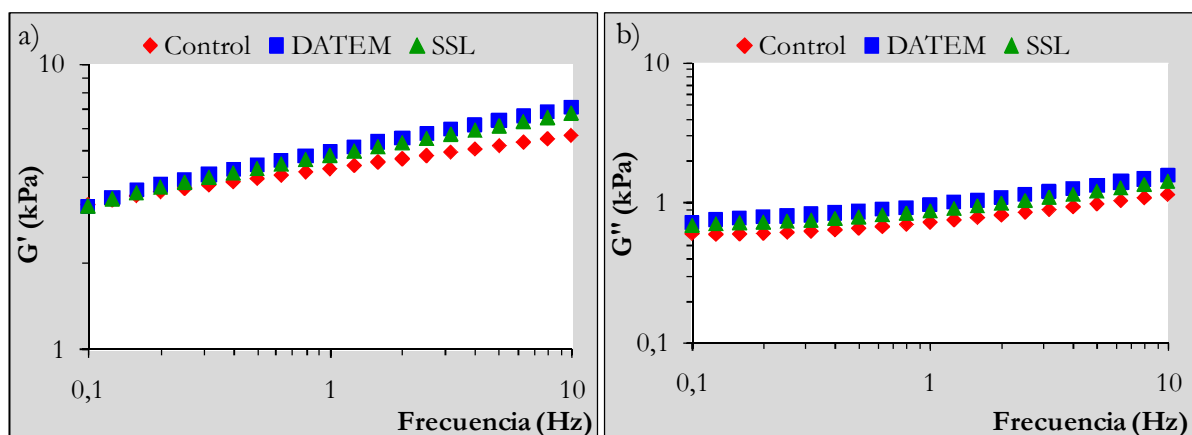 a)
Control DATEM SSL
10
G' (kPa)
1
0,1 1 10
Frecuencia (Hz)
b)
Control DATEM SSL
10
1
G" (kPa)
0,1
0,1 1 10
Frecuencia (Hz)